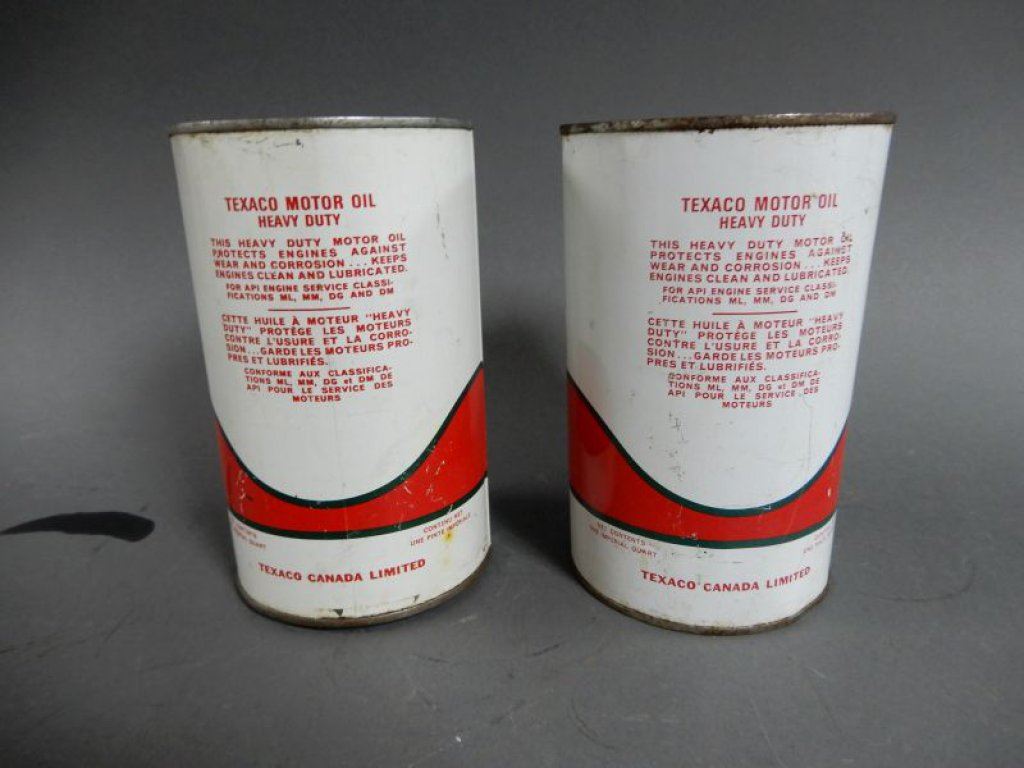 TEXACO MOTOR OIL
HEAVY DUTY
THIS HEAVY DUTY MOTOR OIL
PROTECTS ENGINES AGAINST
WEAR AND CORROSION . . . KEEPS
ENGINES CLEAN AND LUBRICATED.
FOR API ENGINE SERVICE CLASSI-
FICATIONS ML, MM, DG AND DM
CETTE HUILE À MOTEUR "HEAVY
DUTY" PROTÈGE LES MOTEURS
CONTRE L'USURE ET LA CORRO-
SION...GARDE LES MOTEURS PRO-
PRES ET LUBRIFIÉS.
CONFORME AUX CLASSIFICA-
TIONS ML, MM, DG et DM DE
API POUR LE SERVICE DES
MOTEURS
QUART
CONTENU NET
UNE PINTE IMPÉRIALE
TEXACO CANADA LIMITED
TEXACO MOTOR OIL
HEAVY DUTY
THIS HEAVY DUTY MOTOR OIL
PROTECTS ENGINES AGAINST
WEAR AND CORROSION . . . KEEPS
ENGINES CLEAN AND LUBRICATED.
FOR API ENGINE SERVICE CLASSI-
FICATIONS ML, MM, DG AND DM
CETTE HUILE À MOTEUR "HEAVY
DUTY" PROTÈGE LES MOTEURS
CONTRE L'USURE ET LA CORRO-
SION...GARDE LES MOTEURS PRO-
PRES ET LUBRIFIÉS.
CONFORME AUX CLASSIFICA-
TIONS ML, MM, DG et DM DE
API POUR LE SERVICE DES
MOTEURS
NET CONTENTS
ONE IMPERIAL QUART
UNE PINTE
TEXACO CANADA LIMITED